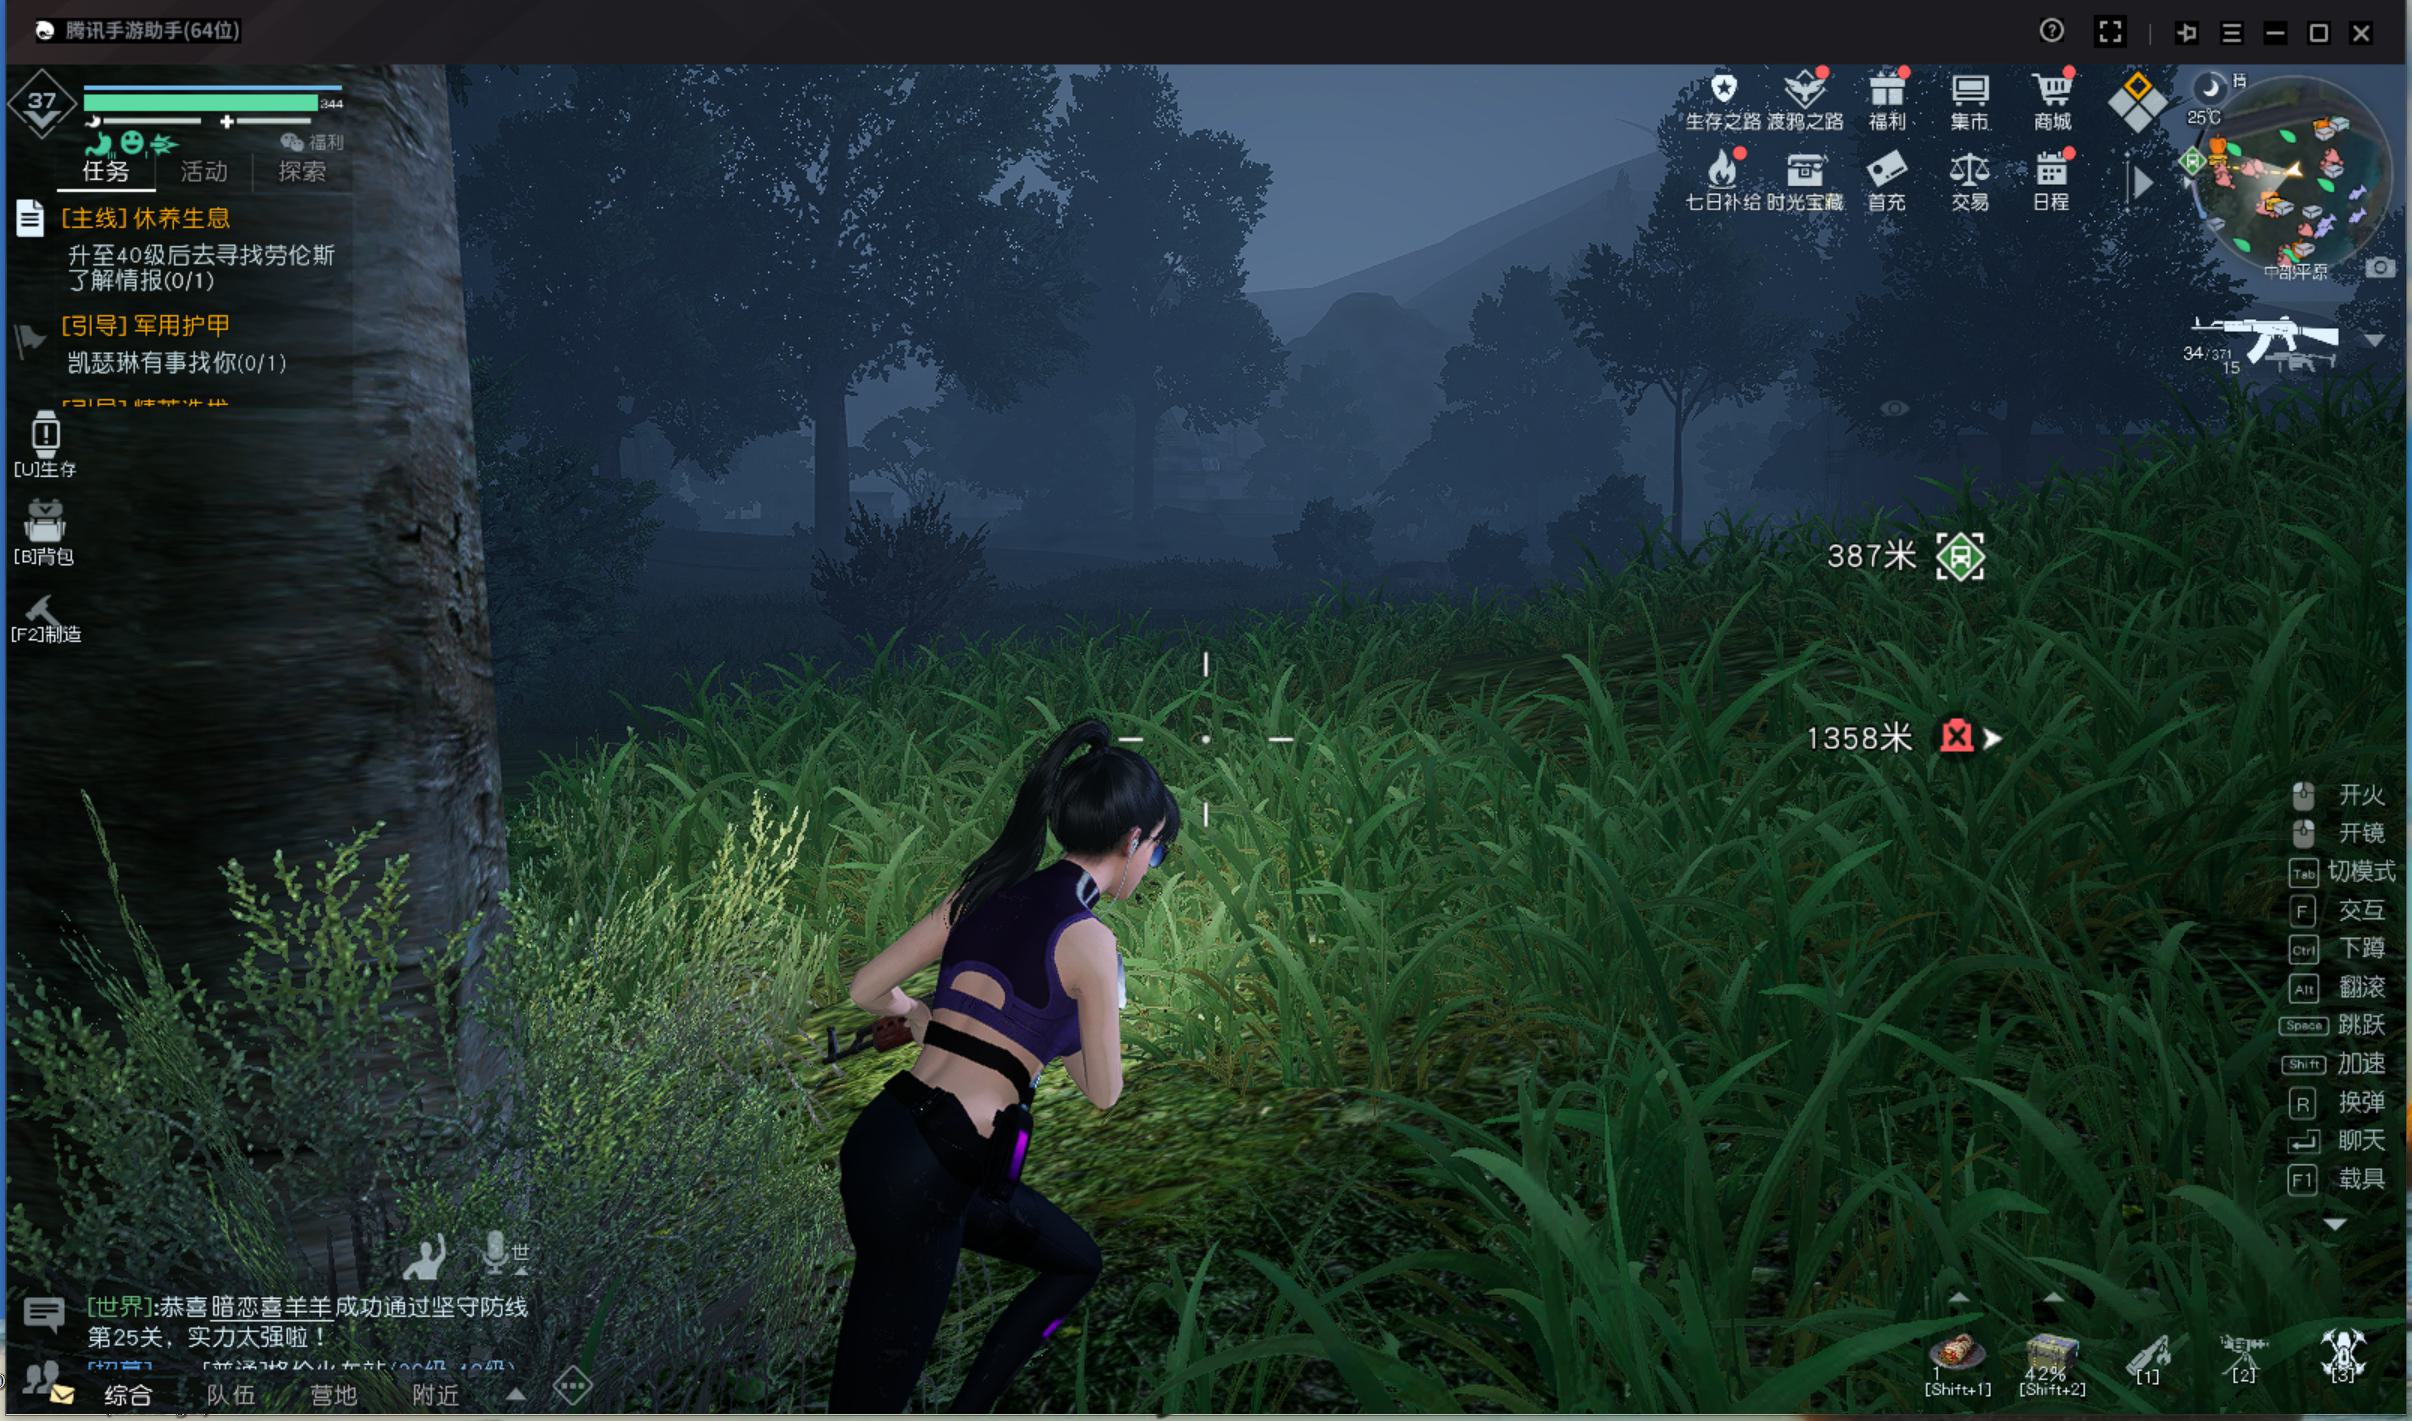 腾讯手游助手(64位)
37
344
福利
任务 活动 探索
[主线] 休养生息
升至40级后去寻找劳伦斯
了解情报(0/1)
[引导] 军用护甲
凯瑟琳有事找你(0/1)
[U]生存
[B]背包
[F2]制造
生存之路 渡鸦之路 福利 集市 商城
七日补给 时光宝藏 首充 交易 日程
25℃
中部平原
34/371
15
387米
1358米
开火
开镜
Tab 切模式
F 交互
Ctrl 下蹲
Alt 翻滚
Space 跳跃
Shift 加速
R 换弹
聊天
F1 载具
世
[世界]:恭喜暗恋喜羊羊成功通过坚守防线
第25关，实力太强啦！
综合 队伍 营地 附近
1 42%
[Shift+1] [Shift+2] [1] [2] [3]